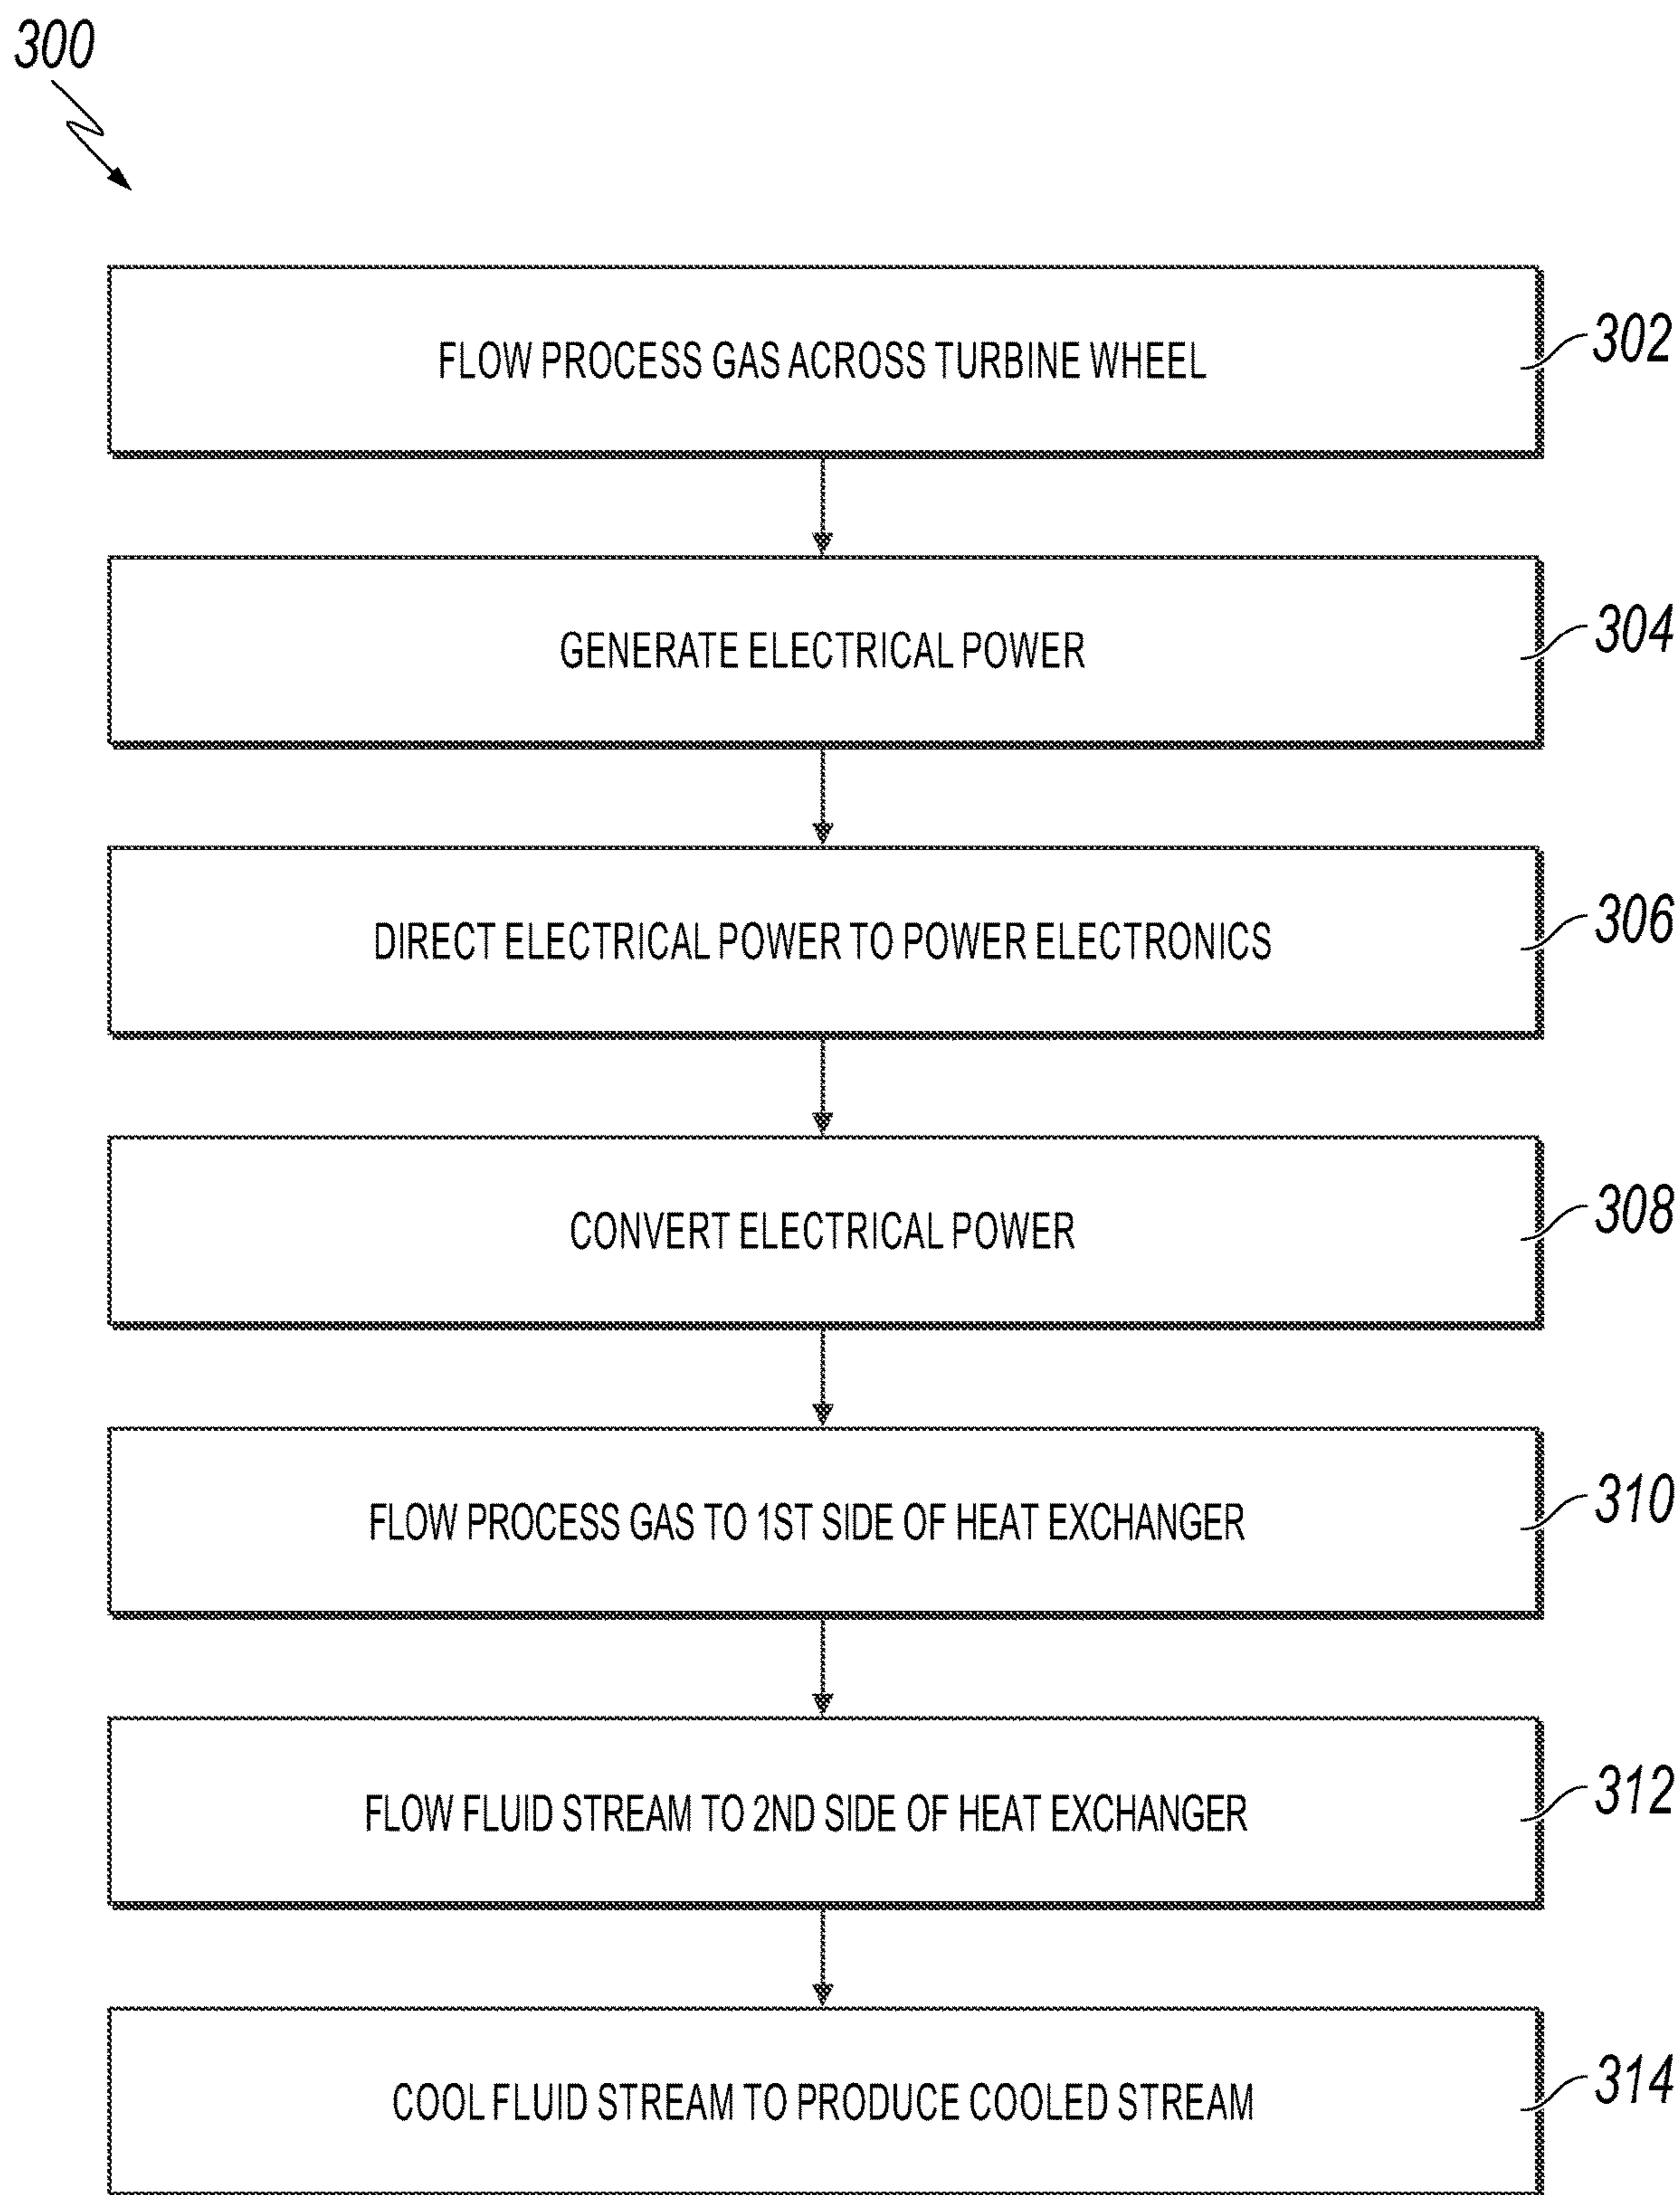 300
FLOW PROCESS GAS ACROSS TURBINE WHEEL
302
GENERATE ELECTRICAL POWER
304
DIRECT ELECTRICAL POWER TO POWER ELECTRONICS
306
CONVERT ELECTRICAL POWER
308
FLOW PROCESS GAS TO 1ST SIDE OF HEAT EXCHANGER
310
FLOW FLUID STREAM TO 2ND SIDE OF HEAT EXCHANGER
312
COOL FLUID STREAM TO PRODUCE COOLED STREAM
314